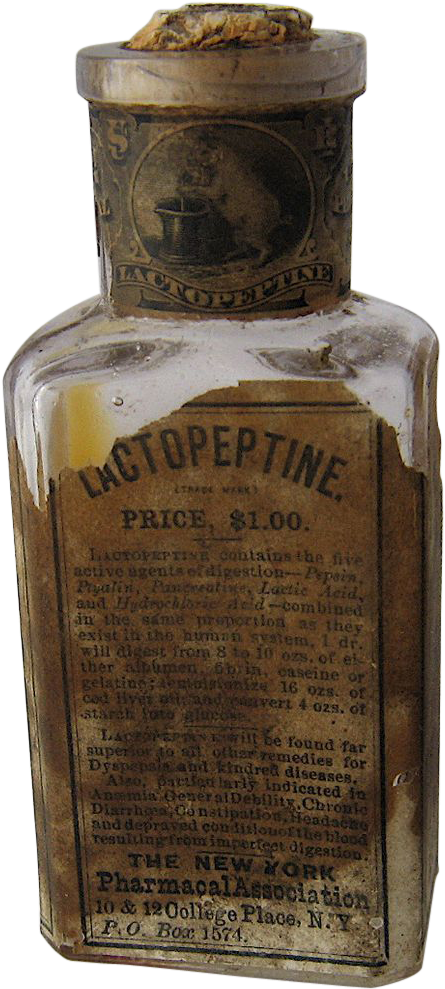 LACTOPEPTINE
LACTOPEPTINE.
(TRADE MARK)
PRICE, $1.00.
LACTOPEPTINE contains the five
active agents of digestion—Pepsin,
Ptyalin, Pancreatine, Lactic Acid,
and Hydrochloric Acid—combined
in the same proportion as they
exist in the human system, 1 dr.
will digest from 8 to 10 ozs. of ei-
ther albumen, fibrin, caseine or
gelatine; emulsionize 16 ozs. of
cod liver oil; and convert 4 ozs. of
starch into glucose.
LACTOPEPTINE will be found far
superior to all other remedies for
Dyspepsia and kindred diseases.
Also, particularly indicated in
Anæmia, General Debility, Chronic
Diarrhœa, Constipation, Headache
and depraved condition of the blood
resulting from imperfect digestion.
THE NEW YORK
Pharmacal Association
10 & 12 College Place, N. Y
P. O. Box 1574.